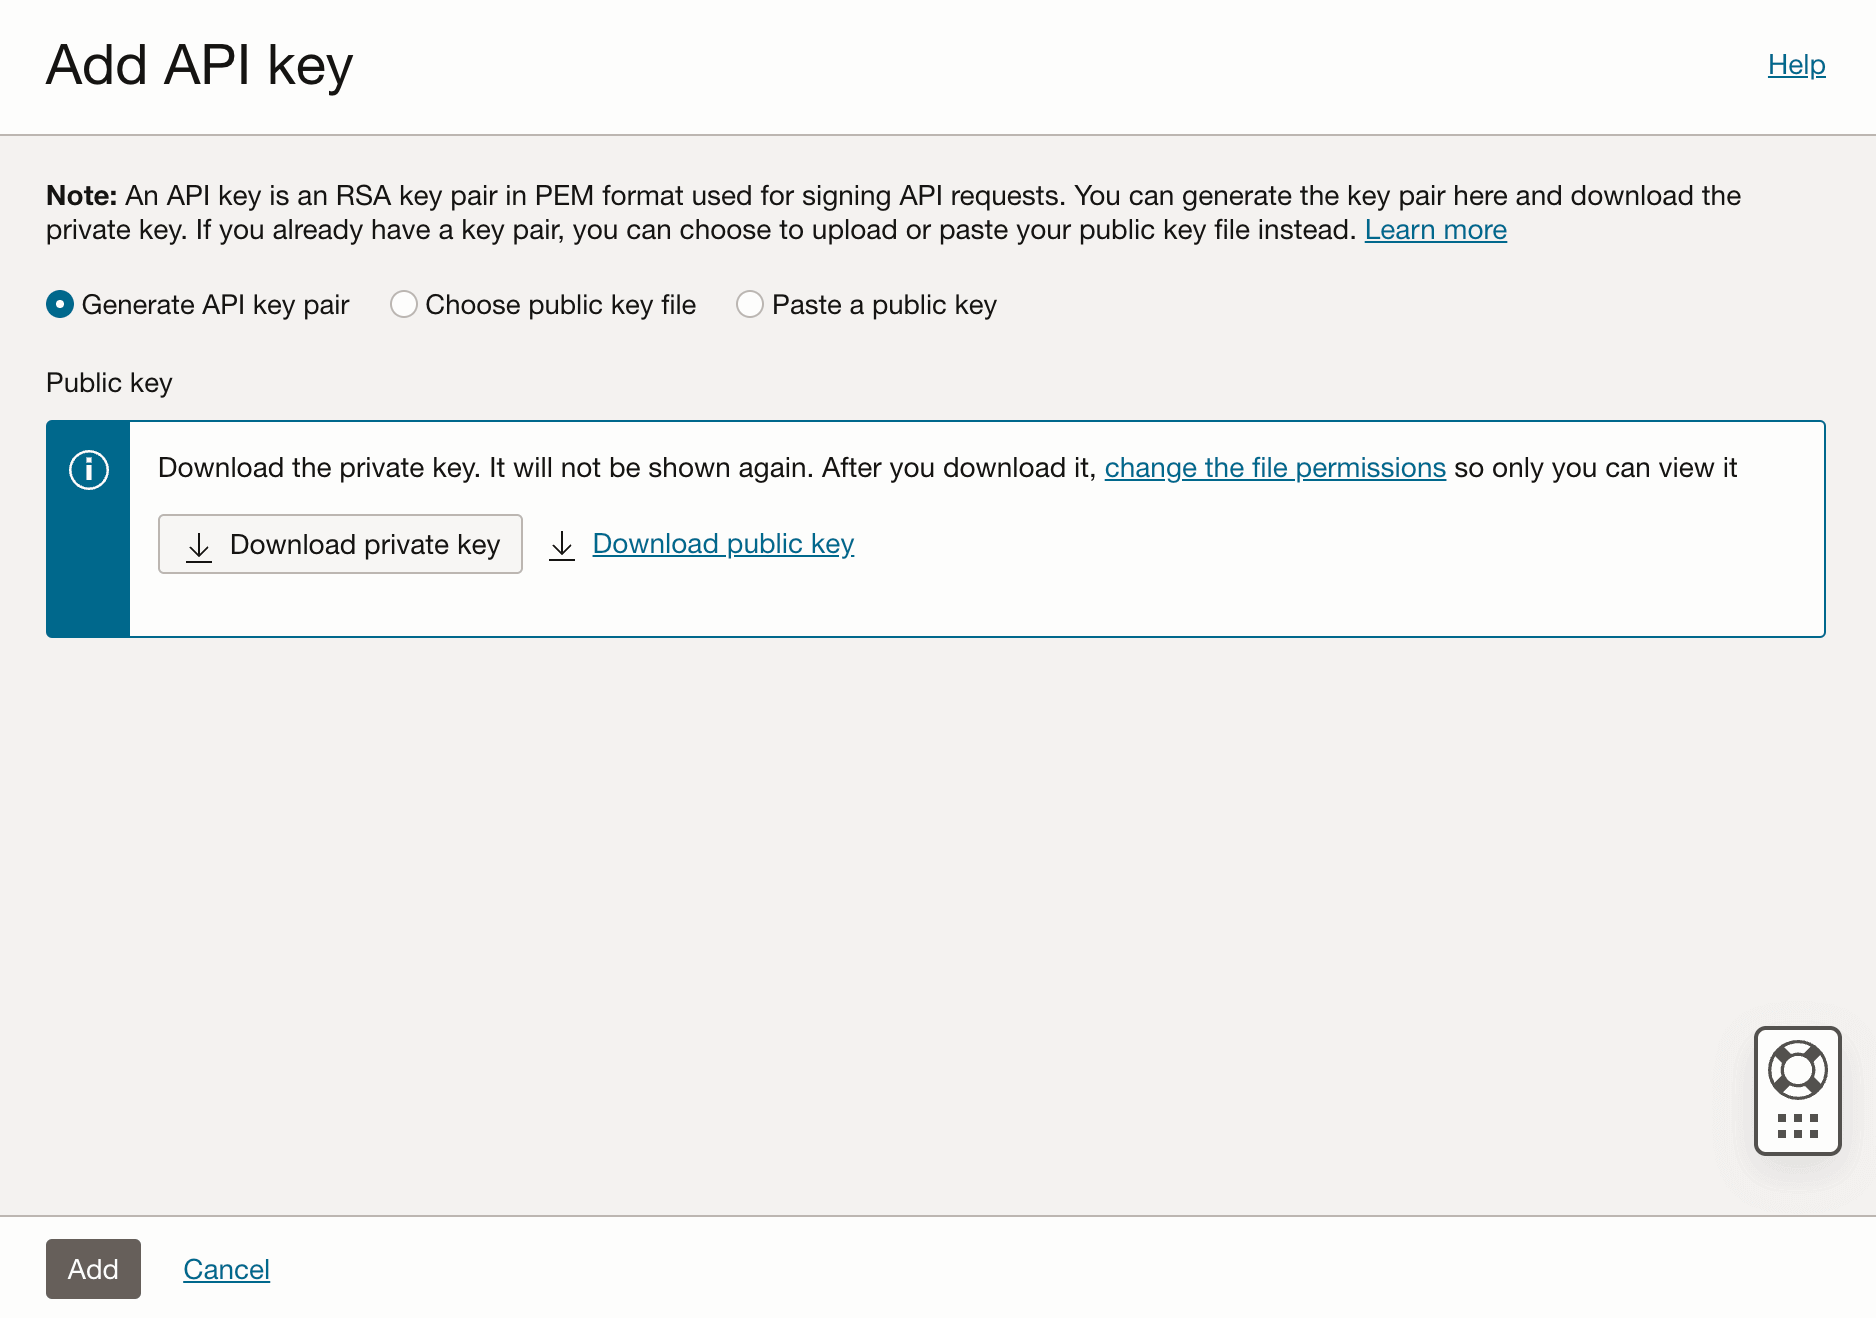 Add API key
Help
Note: An API key is an RSA key pair in PEM format used for signing API requests. You can generate the key pair here and download the
private key. If you already have a key pair, you can choose to upload or paste your public key file instead. Learn more
Generate API key pair
Choose public key file
Paste a public key
Public key
Download the private key. It will not be shown again. After you download it, change the file permissions so only you can view it
Download private key
Download public key
Add
Cancel